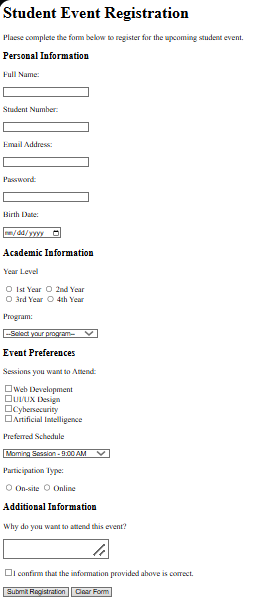 Student Event Registration
Please complete the form below to register for the upcoming student event.
Personal Information
Full Name:
Student Number:
Email Address:
Password:
Birth Date:
mm/dd/yyyy
Academic Information
Year Level
1st Year 2nd Year
3rd Year 4th Year
Program:
--Select your program--
Event Preferences
Sessions you want to Attend:
Web Development
UI/UX Design
Cybersecurity
Artificial Intelligence
Preferred Schedule
Morning Session - 9:00 AM
Participation Type:
On-site Online
Additional Information
Why do you want to attend this event?
I confirm that the information provided above is correct.
Submit Registration Clear Form